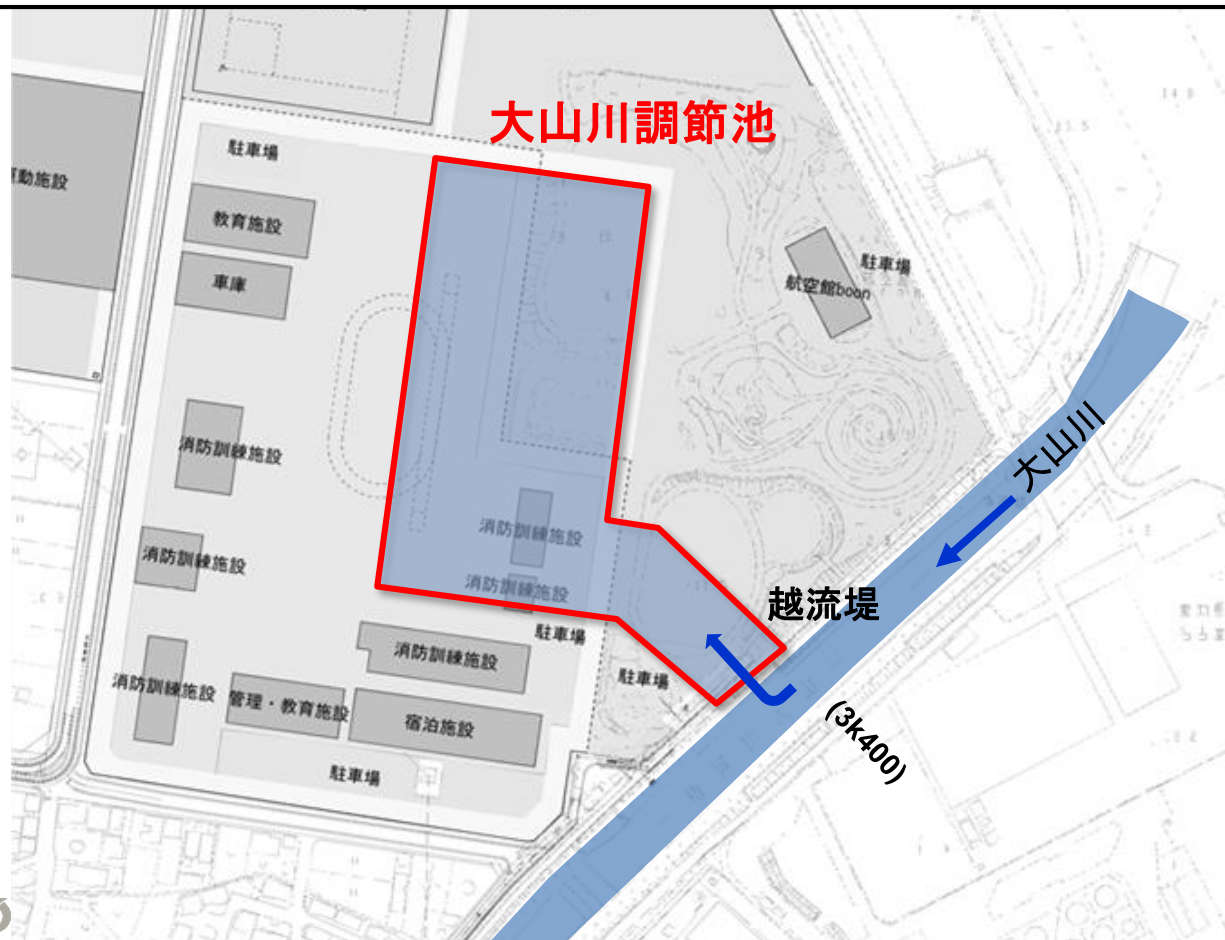 大山川調節池
駐車場
動施設
教育施設
車庫
駐車場
航空館boon
大山川
消防訓練施設
消防訓練施設
消防訓練施設
消防訓練施設
越流堤
駐車場
消防訓練施設
駐車場
消防訓練施設
管理・教育施設
宿泊施設
(3k400)
駐車場